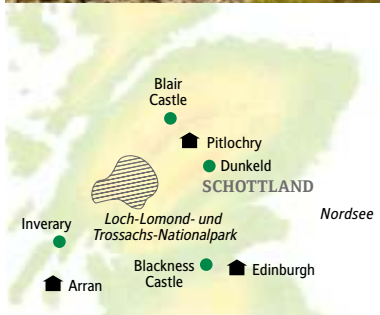 Blair
Castle
Pitlochry
Dunkeld
SCHOTTLAND
Nordsee
Loch-Lomond- und
Trossachs-Nationalpark
Inverary
Blackness
Castle
Edinburgh
Arran